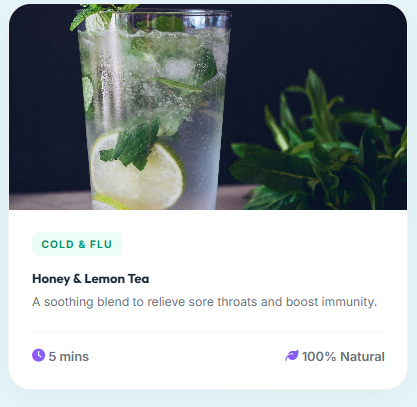 COLD & FLU
Honey & Lemon Tea
A soothing blend to relieve sore throats and boost immunity.
5 mins 100% Natural